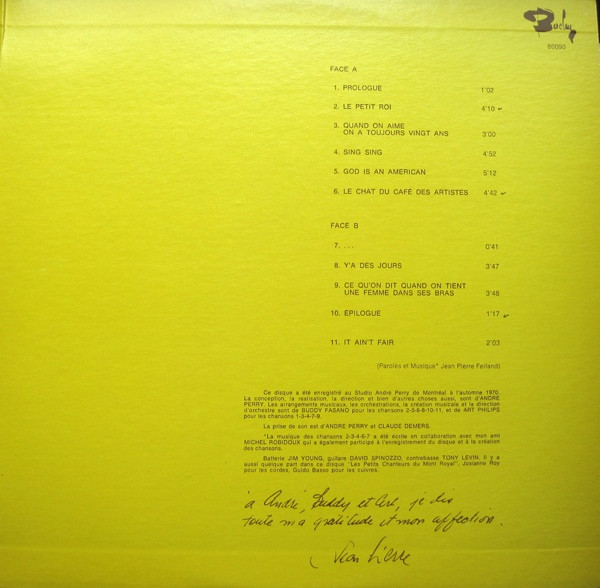 Barclay
80090
FACE A
1. PROLOGUE 1'02
2. LE PETIT ROI 4'10
3. QUAND ON AIME
ON A TOUJOURS VINGT ANS 3'00
4. SING SING 4'52
5. GOD IS AN AMERICAN 5'12
6. LE CHAT DU CAFÉ DES ARTISTES 4'42
FACE B
7. ... 0'41
8. Y'A DES JOURS 3'47
9. CE QU'ON DIT QUAND ON TIENT
UNE FEMME DANS SES BRAS 3'48
10. ÉPILOGUE 1'17
11. IT AIN'T FAIR 2'03
(Paroles et Musique* Jean Pierre Ferland)
Ce disque a été enregistré au Studio André Perry de Montréal à l'automne 1970.
La conception, la réalisation, la direction et bien d'autres choses aussi, sont d'ANDRÉ
PERRY. Les arrangements musicaux, les orchestrations, la création musicale et la direction
d'orchestre sont de BUDDY FASANO pour les chansons 2-5-6-8-10-11, et de ART PHILIPS
pour les chansons 1-3-4-7-9.
La prise de son est d'ANDRÉ PERRY et CLAUDE DEMERS.
*La musique des chansons 2-3-4-6-7 a été écrite en collaboration avec mon ami
MICHEL ROBIDOUX qui a également participé à l'enregistrement du disque et à la création
des chansons.
Batterie JIM YOUNG, guitare DAVID SPINOZZO, contrebasse TONY LEVIN. Il y a
aussi quelque part dans ce disque "Les Petits Chanteurs du Mont Royal", Josianne Roy
pour les cordes, Guido Basso pour les cuivres.
à André, Buddy et Art, je dis
toute ma gratitude et mon affection.
Jean Pierre